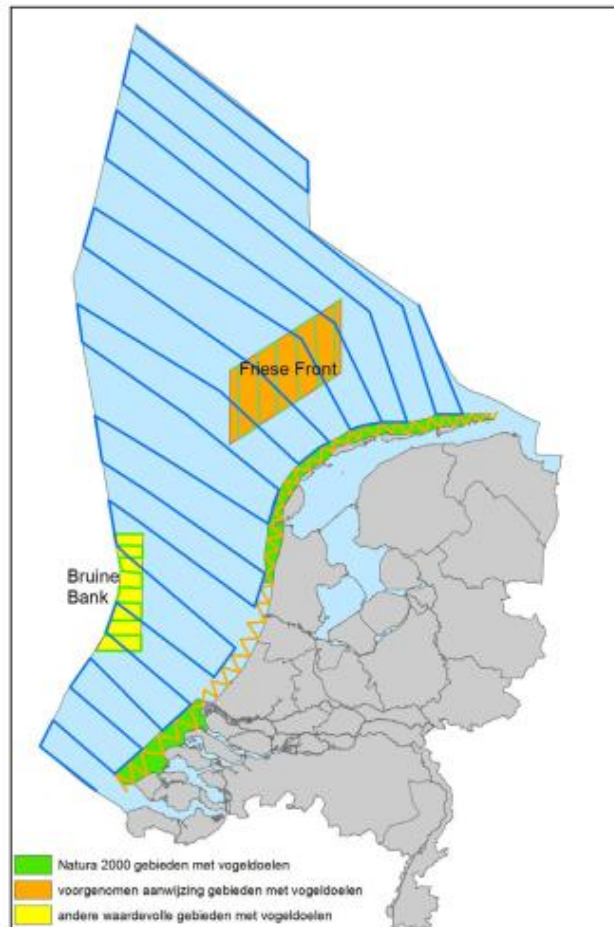 Friese Front
Bruine
Bank
Natura 2000 gebieden met vogeldoelen
voorgenomen aanwijzing gebieden met vogeldoelen
andere waardevolle gebieden met vogeldoelen